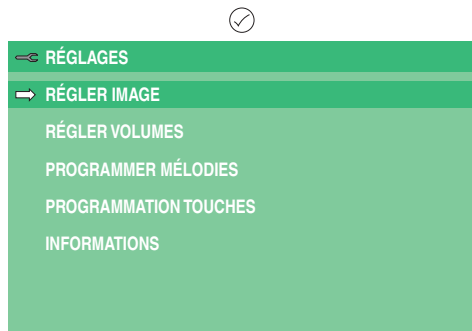 RÉGLAGES
RÉGLER IMAGE
RÉGLER VOLUMES
PROGRAMMER MÉLODIES
PROGRAMMATION TOUCHES
INFORMATIONS